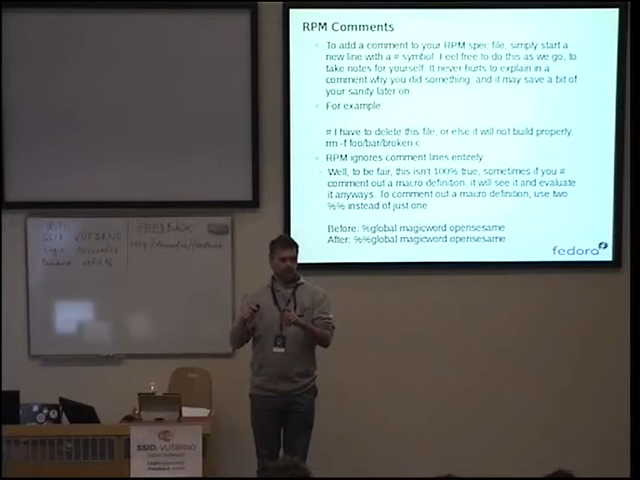 RPM Comments
To add a comment to your RPM spec file, simply start a
new line with a # symbol. Feel free to do this as we go, to
take notes for yourself. It never hurts to explain in a
comment why you did something, and it may save a bit of
your sanity later on.
For example
# I have to delete this file, or else it will not build properly.
rm -f foo/bar/broken.c
RPM ignores comment lines entirely
Well, to be fair, this isn't 100% true, sometimes if you #
comment out a macro definition, it will see it and evaluate
it anyways. To comment out a macro definition, use two
%% instead of just one.
Before: %global magicword opensesame
After: %%global magicword opensesame
fedora
SSID VUTBRNO
FEEDBACK
SSID: VUTBRNO